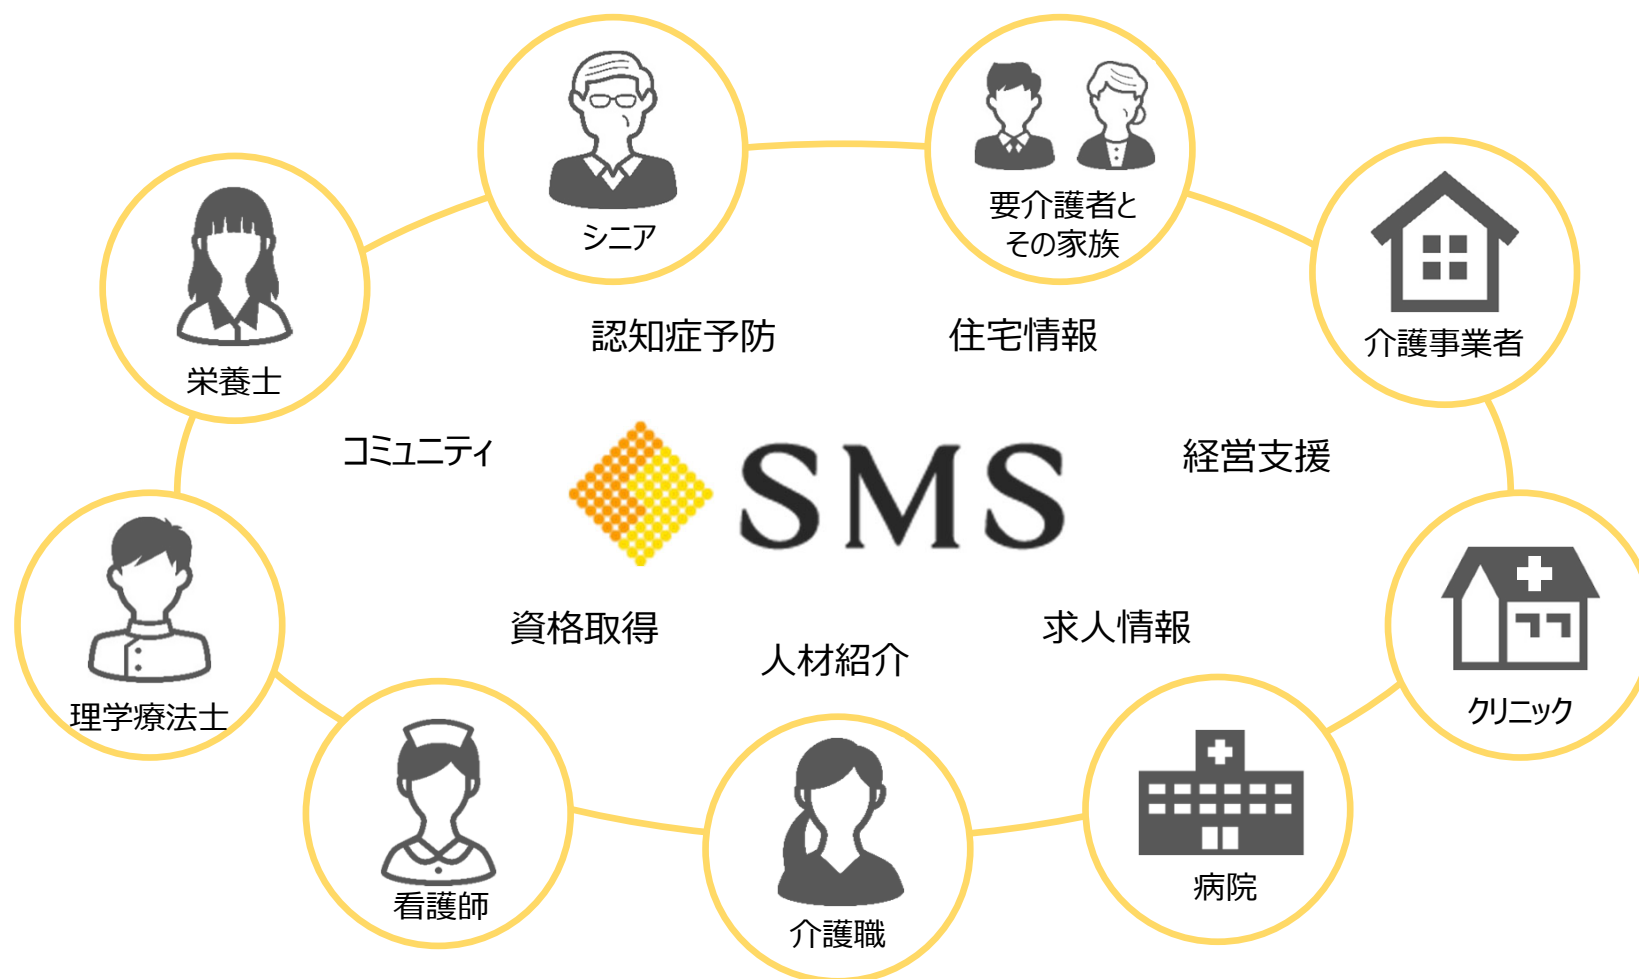 シニア
要介護者と
その家族
栄養士
介護事業者
認知症予防
住宅情報
コミュニティ
SMS
経営支援
資格取得
人材紹介
求人情報
理学療法士
クリニック
看護師
介護職
病院